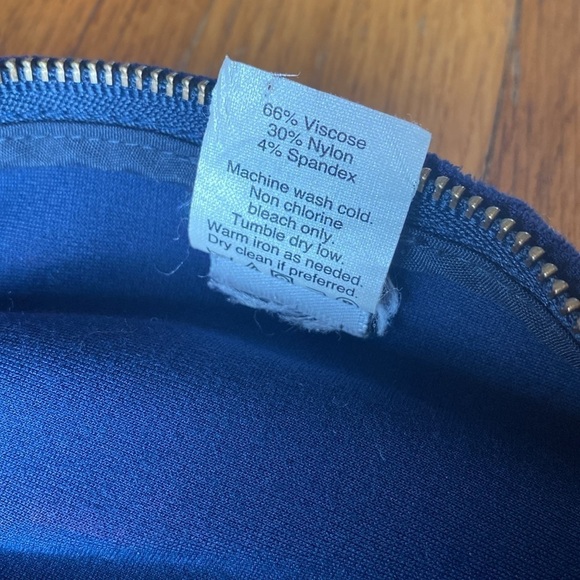 66% Viscose
30% Nylon
4% Spandex
Machine wash cold.
Non chlorine
bleach only.
Tumble dry low.
Warm iron as needed.
Dry clean if preferred.